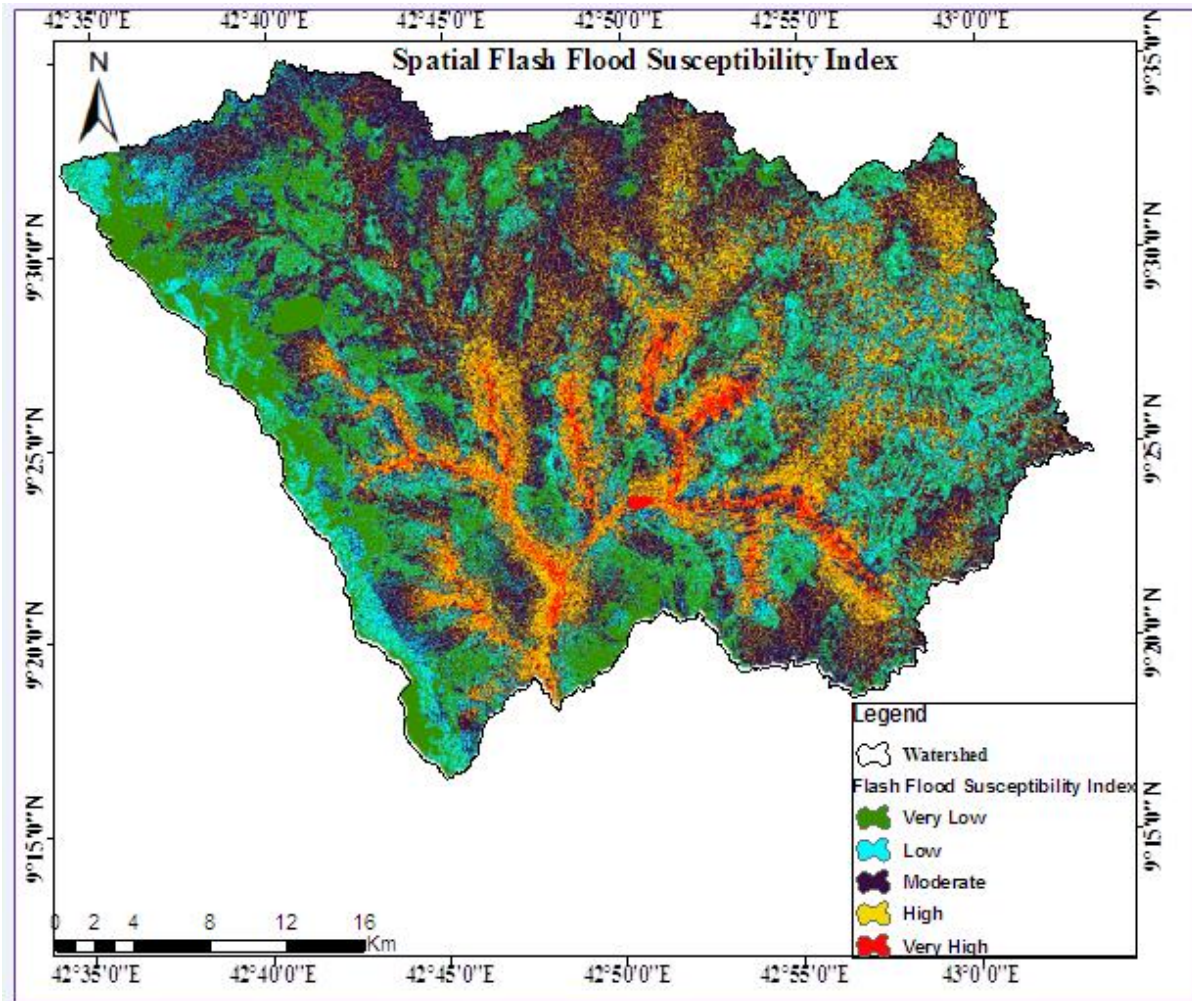 42°35'0"E 42°40'0"E 42°45'0"E 42°50'0"E 42°55'0"E 43°0'0"E
Spatial Flash Flood Susceptibility Index
N
9°35'0"N
9°30'0"N 9°30'0"N
9°25'0"N 9°25'0"N
9°20'0"N 9°20'0"N
9°15'0"N 9°15'0"N
Legend
Watershed
Flash Flood Susceptibility Index
Very Low
Low
Moderate
High
Very High
0 2 4 8 12 16
Km
42°35'0"E 42°40'0"E 42°45'0"E 42°50'0"E 42°55'0"E 43°0'0"E